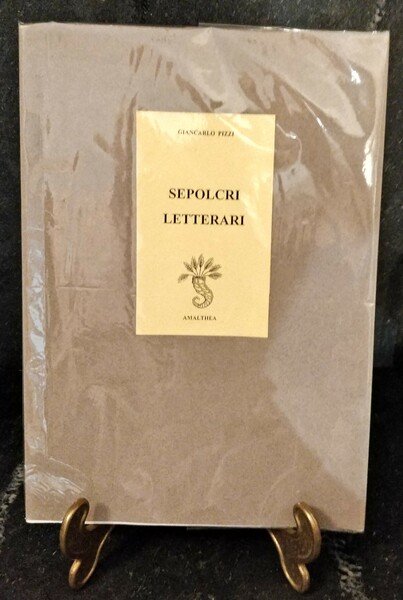 GIANCARLO PIZZI
SEPOLCRI
LETTERARI
AMALTHEA